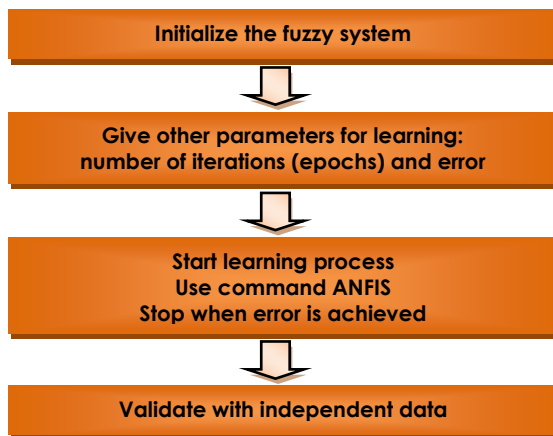 Initialize the fuzzy system
Give other parameters for learning:
number of iterations (epochs) and error
Start learning process
Use command ANFIS
Stop when error is achieved
Validate with independent data